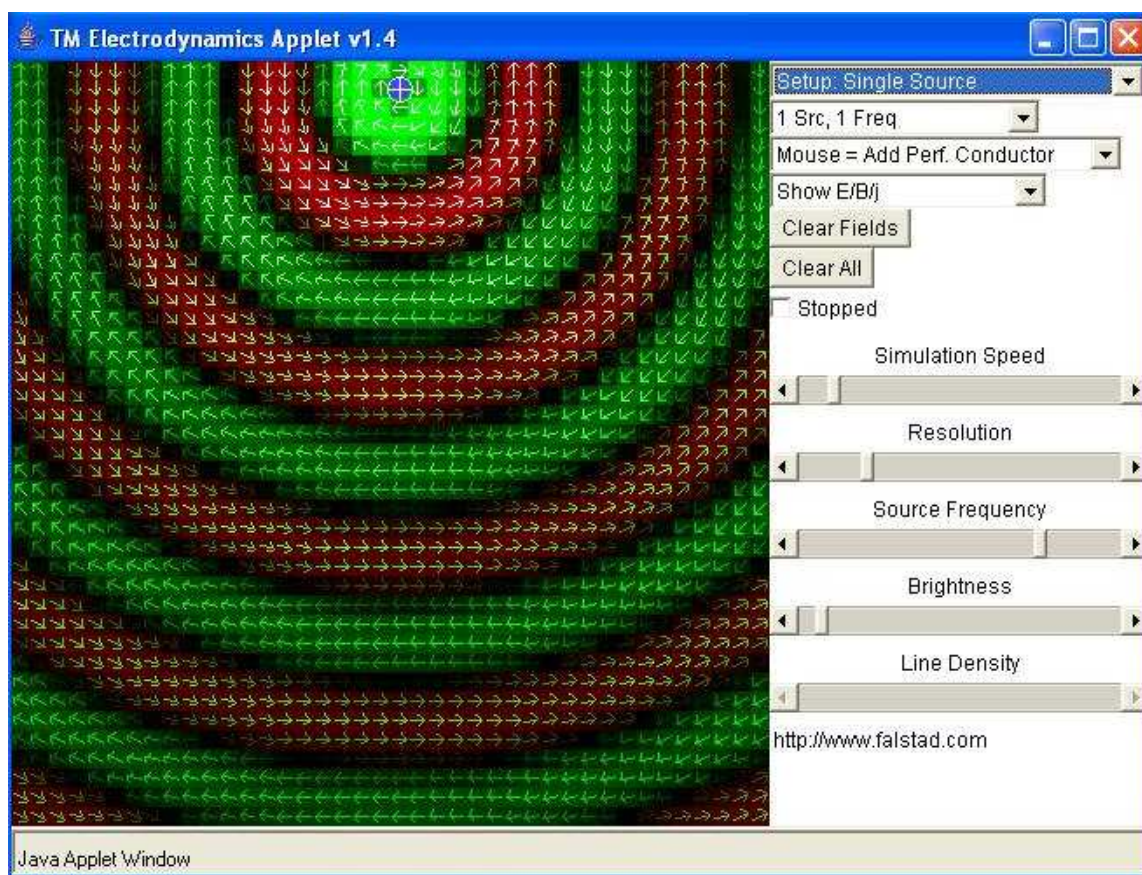 TM Electrodynamics Applet v1.4
Setup: Single Source
1 Src, 1 Freq
Mouse = Add Perf. Conductor
Show E/B/j
Clear Fields
Clear All
Stopped
Simulation Speed
Resolution
Source Frequency
Brightness
Line Density
http://www.falstad.com
Java Applet Window